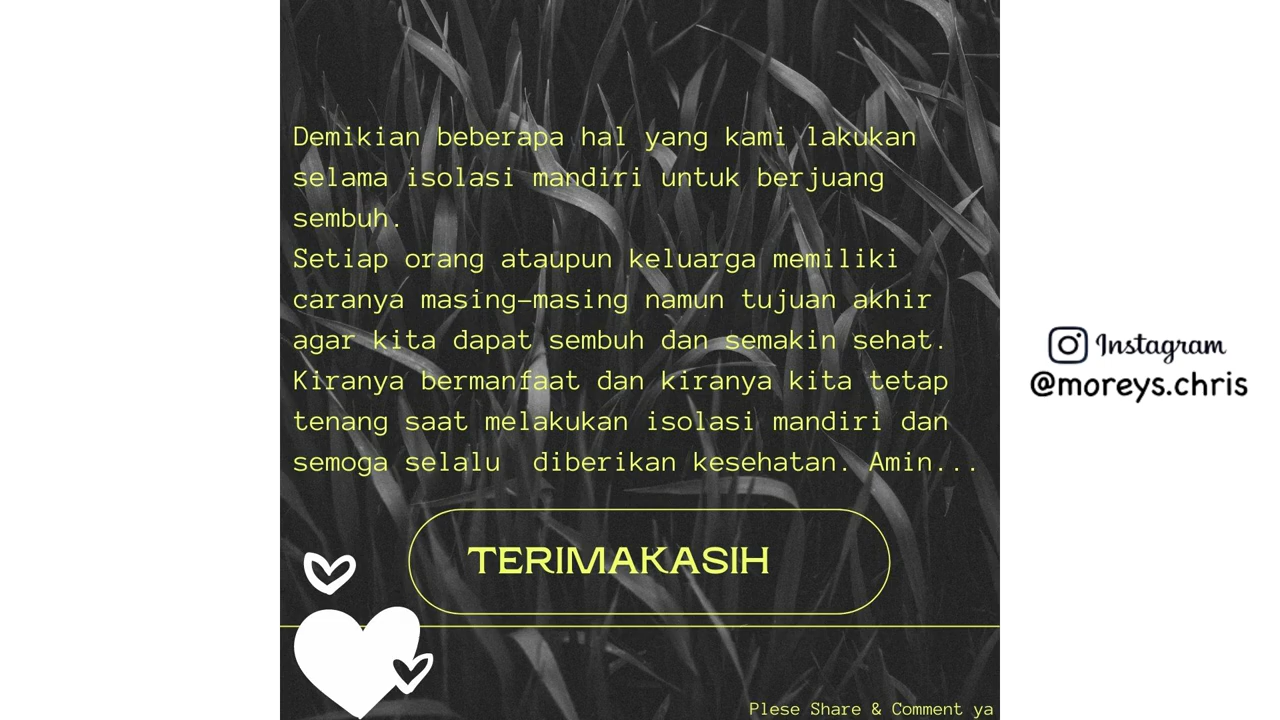 Demikian beberapa hal yang kami lakukan
selama isolasi mandiri untuk berjuang
sembuh.
Setiap orang ataupun keluarga memiliki
caranya masing-masing namun tujuan akhir
agar kita dapat sembuh dan semakin sehat.
Kiranya bermanfaat dan kiranya kita tetap
tenang saat melakukan isolasi mandiri dan
semoga selalu  diberikan kesehatan. Amin...
TERIMAKASIH
Plese Share & Comment ya
Instagram
@moreys.chris